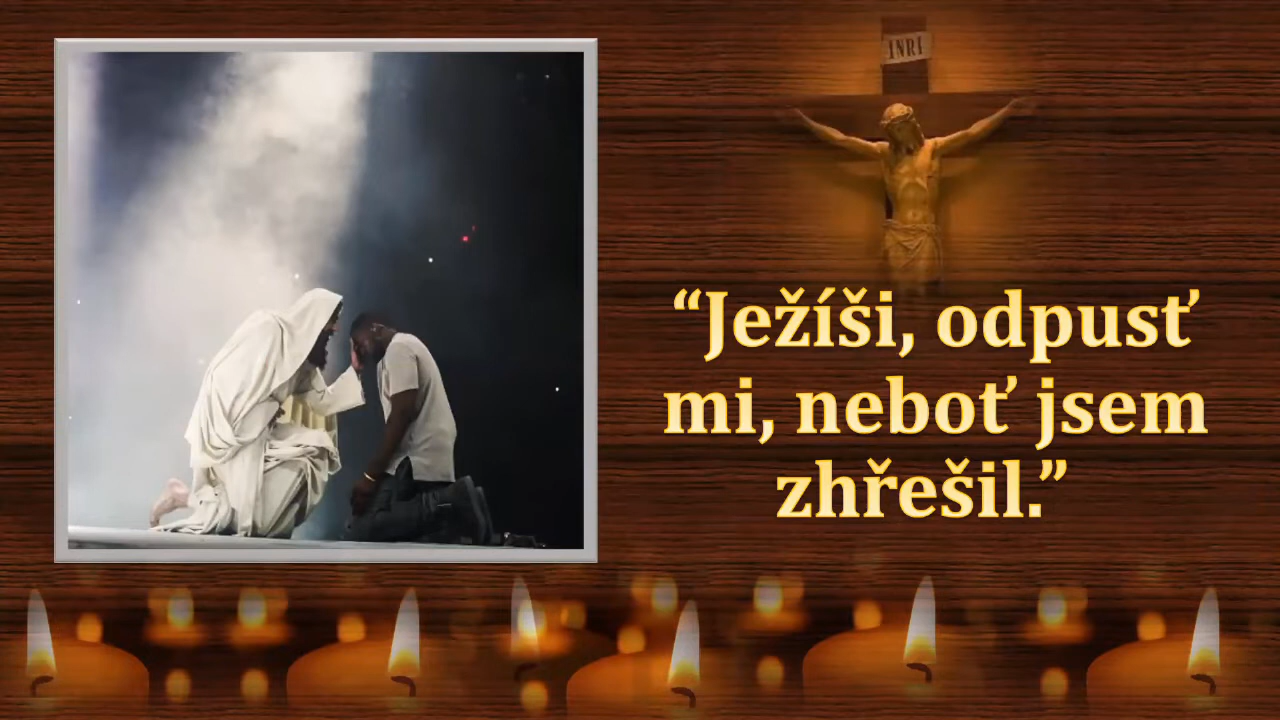 INRI
“Ježíši, odpusť
mi, neboť jsem
zhřešil.”